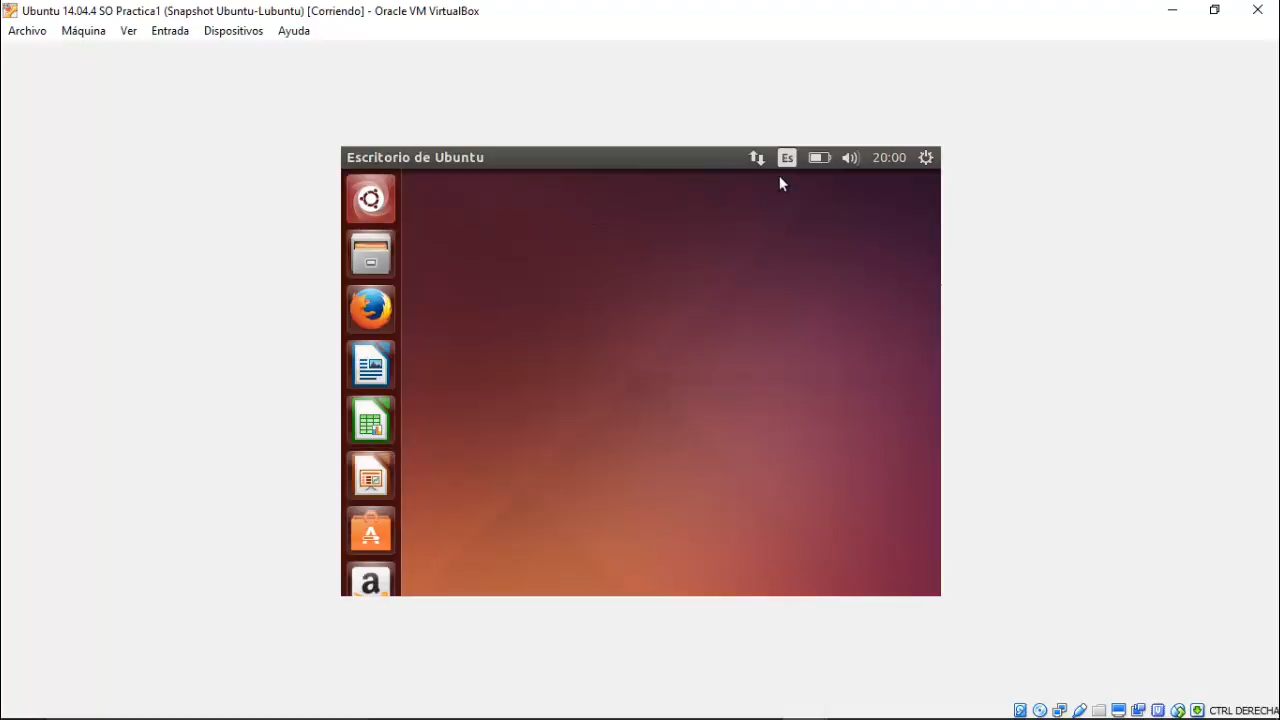 Ubuntu 14.04.4 SO Practica1 (Snapshot Ubuntu-Lubuntu) [Corriendo] - Oracle VM VirtualBox
Archivo Máquina Ver Entrada Dispositivos Ayuda
Escritorio de Ubuntu Es 20:00
a
CTRL DERECHA